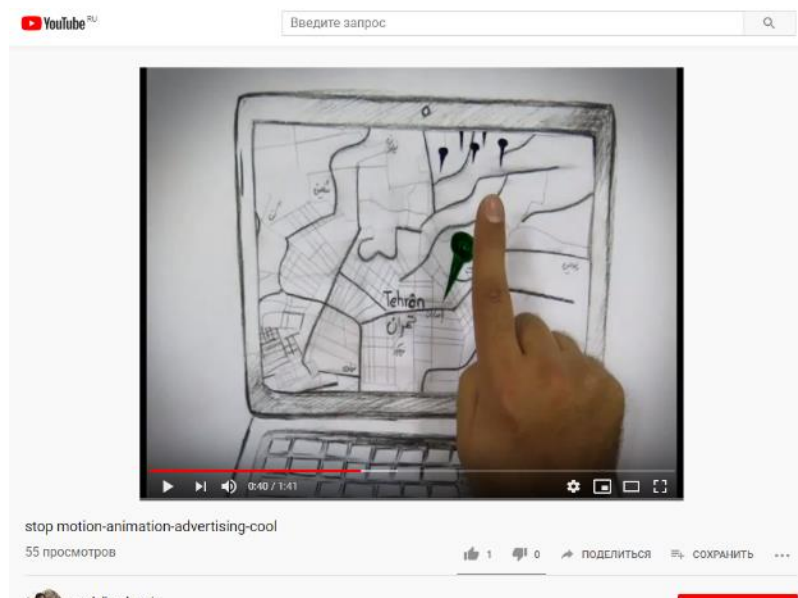 YouTube RU
Введите запрос
Tehran
تهران
0:40 / 1:41
stop motion-animation-advertising-cool
55 просмотров
1
0
ПОДЕЛИТЬСЯ
СОХРАНИТЬ